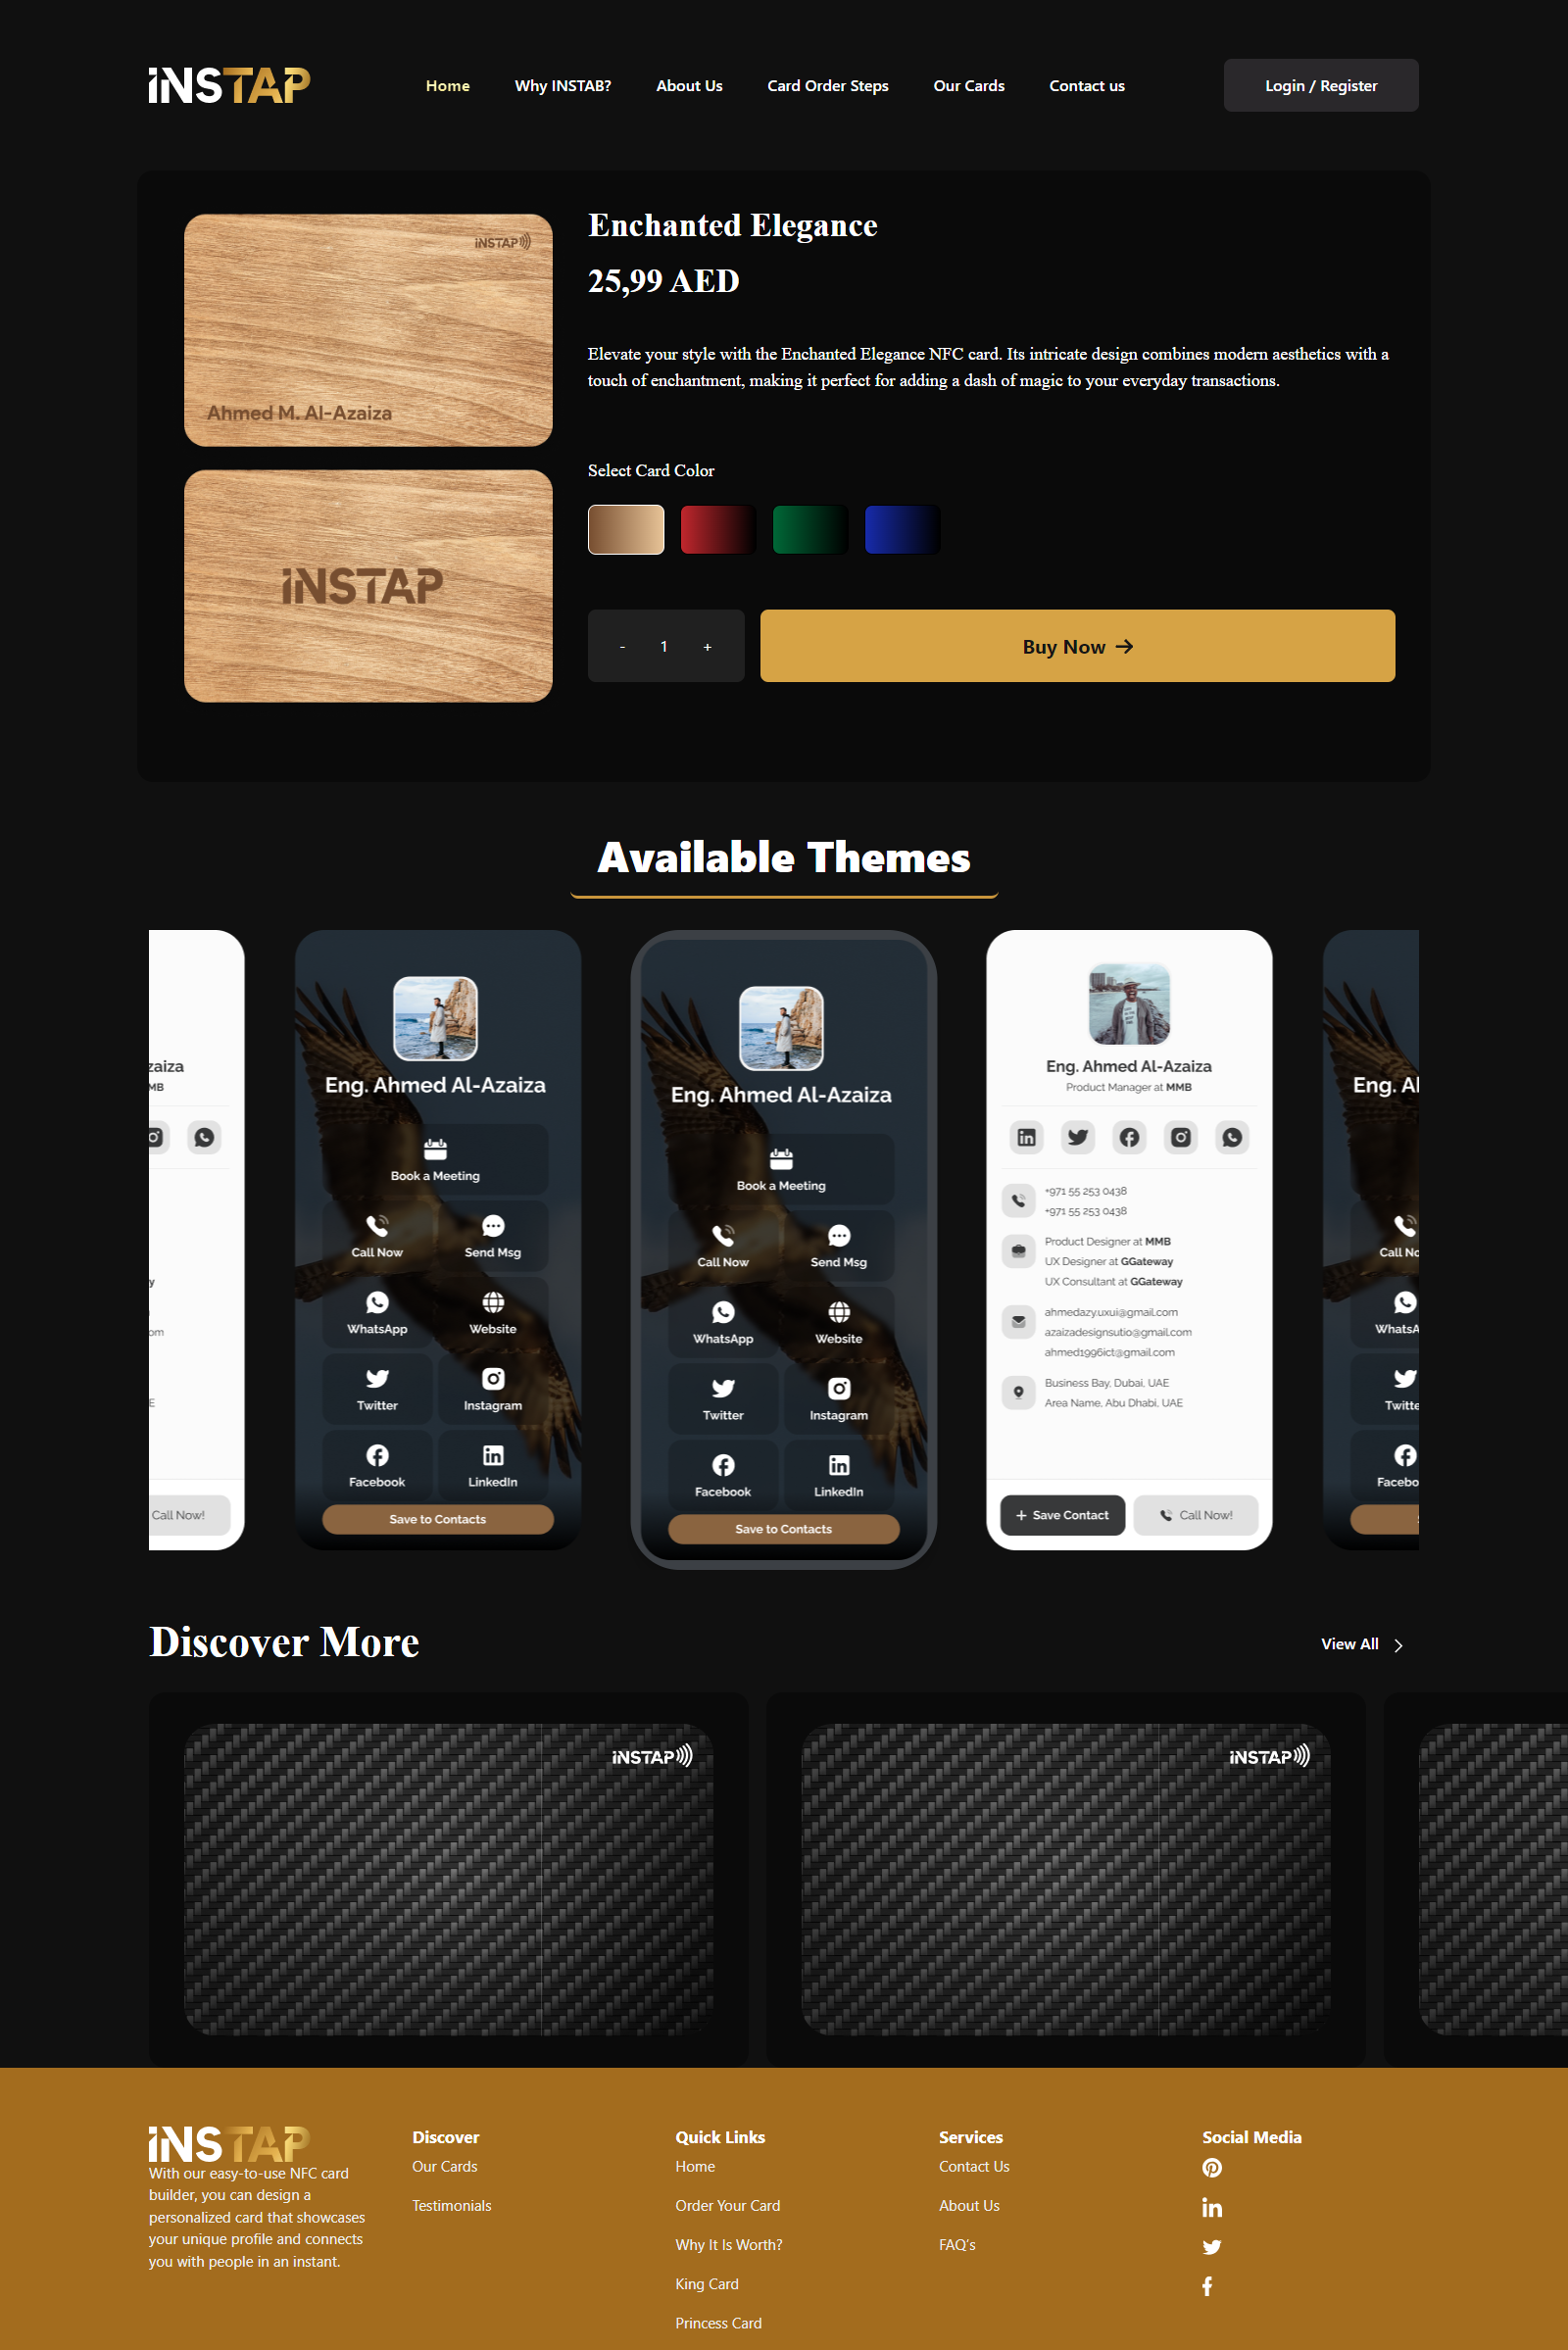 iNSTAP
Home
Why INSTAB?
About Us
Card Order Steps
Our Cards
Contact us
Login / Register
iNSTAP
Ahmed M. Al-Azaiza
iNSTAP
Enchanted Elegance
25,99 AED
Elevate your style with the Enchanted Elegance NFC card. Its intricate design combines modern aesthetics with a
touch of enchantment, making it perfect for adding a dash of magic to your everyday transactions.
Select Card Color
- 1 +
Buy Now
Available Themes
zaiza
MB
y
om
E
Call Now!
Eng. Ahmed Al-Azaiza
Book a Meeting
Call Now
Send Msg
WhatsApp
Website
Twitter
Instagram
Facebook
LinkedIn
Save to Contacts
Eng. Ahmed Al-Azaiza
Book a Meeting
Call Now
Send Msg
WhatsApp
Website
Twitter
Instagram
Facebook
LinkedIn
Save to Contacts
Eng. Ahmed Al-Azaiza
Product Manager at MMB
+971 55 253 0438
+971 55 253 0438
Product Designer at MMB
UX Designer at GGateway
UX Consultant at GGateway
ahmedazy.uxui@gmail.com
azaizadesignsutio@gmail.com
ahmed1996ict@gmail.com
Business Bay, Dubai, UAE
Area Name, Abu Dhabi, UAE
+ Save Contact
Call Now!
Eng. Al
Call No
WhatsA
Twitte
Facebo
Discover More
View All
iNSTAP
iNSTAP
iNSTAP
With our easy-to-use NFC card
builder, you can design a
personalized card that showcases
your unique profile and connects
you with people in an instant.
Discover
Our Cards
Testimonials
Quick Links
Home
Order Your Card
Why It Is Worth?
King Card
Princess Card
Services
Contact Us
About Us
FAQ's
Social Media